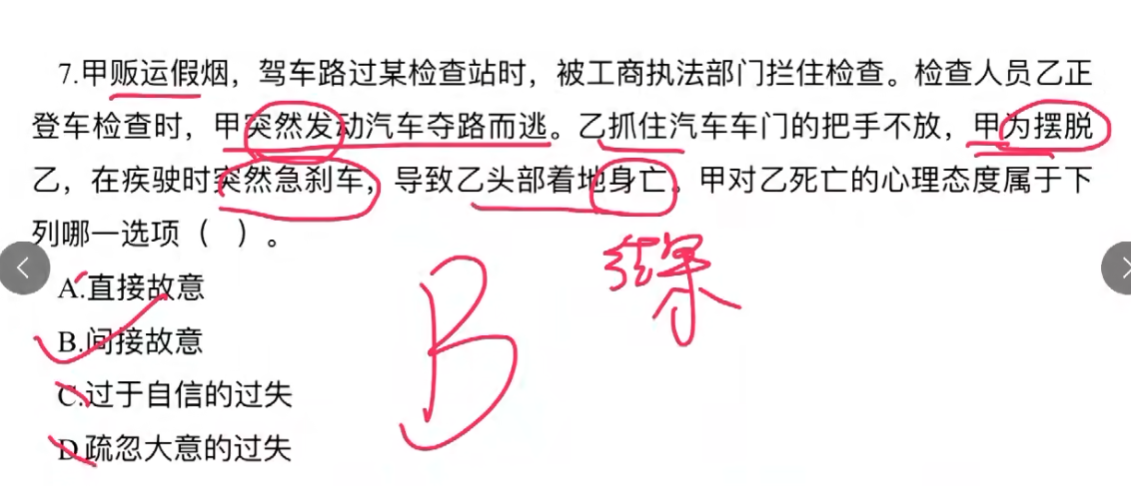 7.甲贩运假烟，驾车路过某检查站时，被工商执法部门拦住检查。检查人员乙正
登车检查时，甲突然发动汽车夺路而逃。乙抓住汽车车门的把手不放，甲为摆脱
乙，在疾驶时突然急刹车，导致乙头部着地身亡。甲对乙死亡的心理态度属于下
列哪一选项（ ）。
结果
A.直接故意
B.间接故意
B
C.过于自信的过失
D.疏忽大意的过失